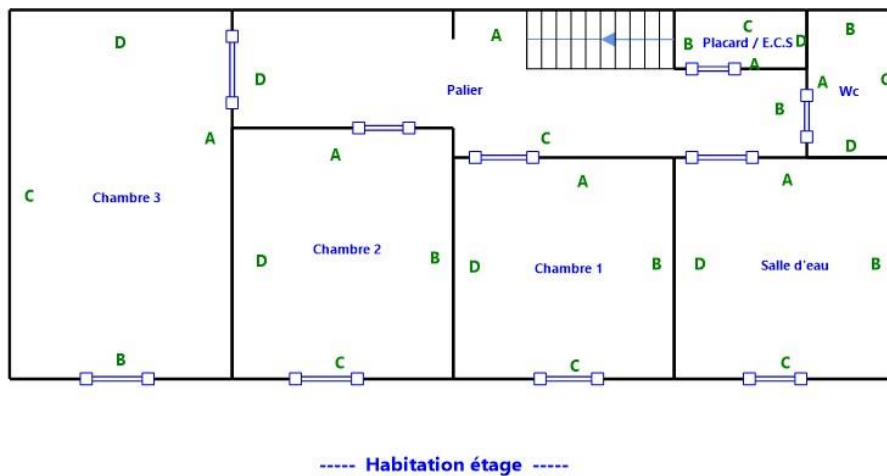 D
A
C
Placard / E.C.S
B
D
A
B
A
Wc
C
D
D
Palier
B
C
A
A
A
A
C
Chambre 3
Chambre 2
D
B
Chambre 1
D
B
Salle d'eau
D
B
B
C
C
C
----- Habitation étage -----